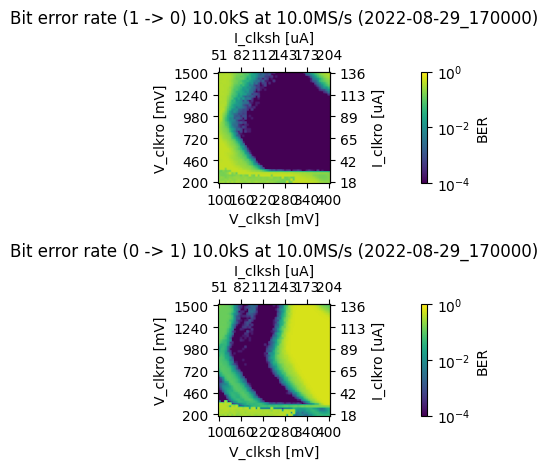 Bit error rate (1 -> 0) 10.0kS at 10.0MS/s (2022-08-29_170000)
I_clksh [uA]
51 82 112 143 173 204
V_clkro [mV]
1500 1240 980 720 460 200
136 113 89 65 42 18
I_clkro [uA]
100 160 220 280 340 400
V_clksh [mV]
10^0
10^-2
10^-4
BER
Bit error rate (0 -> 1) 10.0kS at 10.0MS/s (2022-08-29_170000)
I_clksh [uA]
51 82 112 143 173 204
V_clkro [mV]
1500 1240 980 720 460 200
136 113 89 65 42 18
I_clkro [uA]
100 160 220 280 340 400
V_clksh [mV]
10^0
10^-2
10^-4
BER